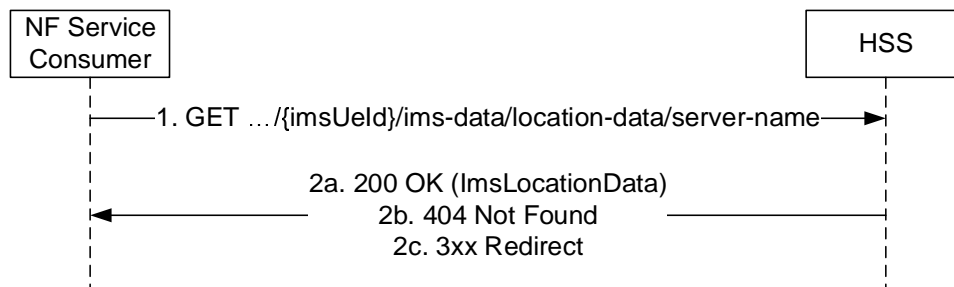 NF Service
Consumer
HSS
1. GET …/{imsUeId}/ims-data/location-data/server-name
2a. 200 OK (ImsLocationData)
2b. 404 Not Found
2c. 3xx Redirect